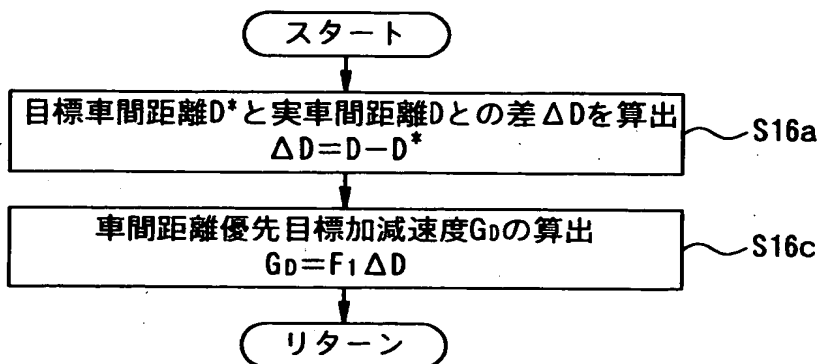 スタート
目標車間距離D*と実車間距離Dとの差ΔDを算出
ΔD=D−D*
S16a
車間距離優先目標加減速度GDの算出
GD=F1ΔD
S16c
リターン